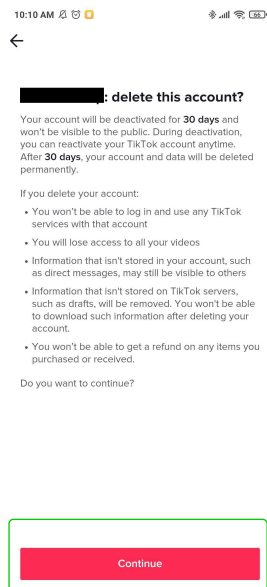 10:10 AM
66
: delete this account?
Your account will be deactivated for 30 days and
won't be visible to the public. During deactivation,
you can reactivate your TikTok account anytime.
After 30 days, your account and data will be deleted
permanently.
If you delete your account:
• You won't be able to log in and use any TikTok
services with that account
• You will lose access to all your videos
• Information that isn't stored in your account, such
as direct messages, may still be visible to others
• Information that isn't stored on TikTok servers,
such as drafts, will be removed. You won't be able
to download such information after deleting your
account.
• You won't be able to get a refund on any items you
purchased or received.
Do you want to continue?
Continue